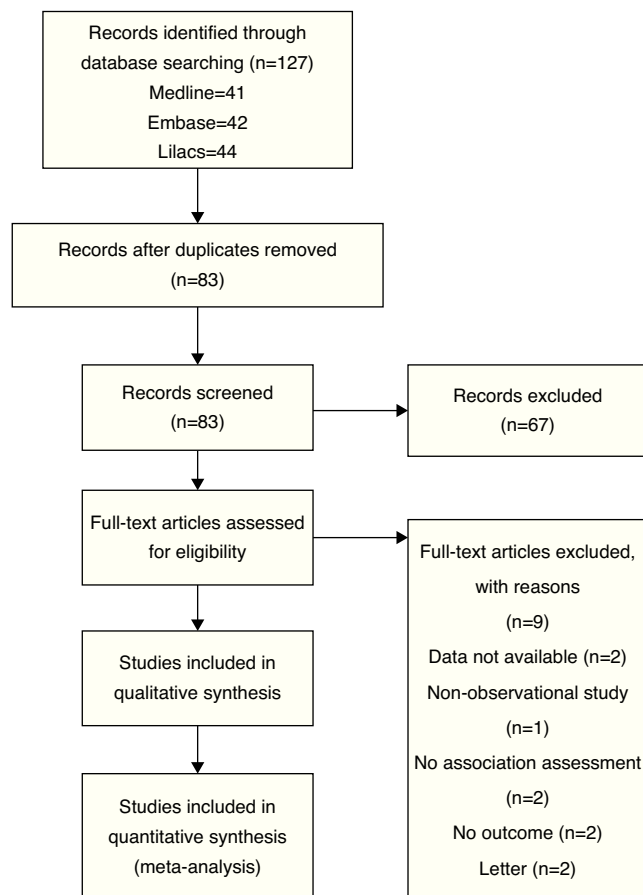 Records identified through
database searching (n=127)
Medline=41
Embase=42
Lilacs=44
Records after duplicates removed
(n=83)
Records screened
(n=83)
Records excluded
(n=67)
Full-text articles assessed
for eligibility
Full-text articles excluded,
with reasons
(n=9)
Data not available (n=2)
Non-observational study
(n=1)
No association assessment
(n=2)
No outcome (n=2)
Letter (n=2)
Studies included in
qualitative synthesis
Studies included in
quantitative synthesis
(meta-analysis)